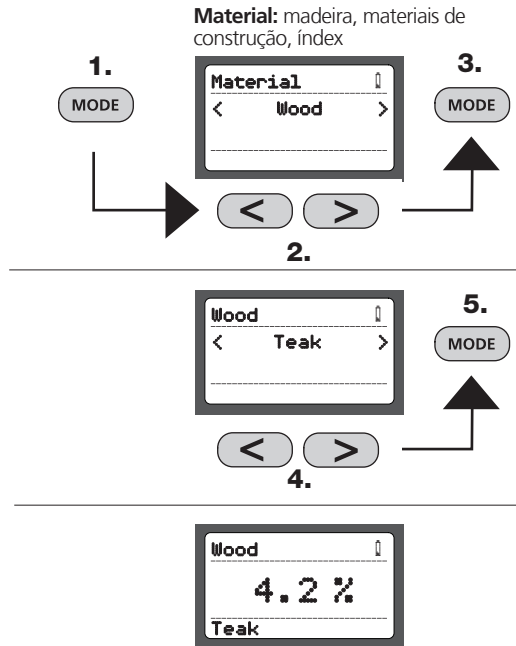 Material: madeira, materiais de
construção, índex
1.
MODE
Material
< Wood >
3.
MODE
< >
2.
Wood
< Teak >
5.
MODE
< >
4.
Wood
4.2 %
Teak